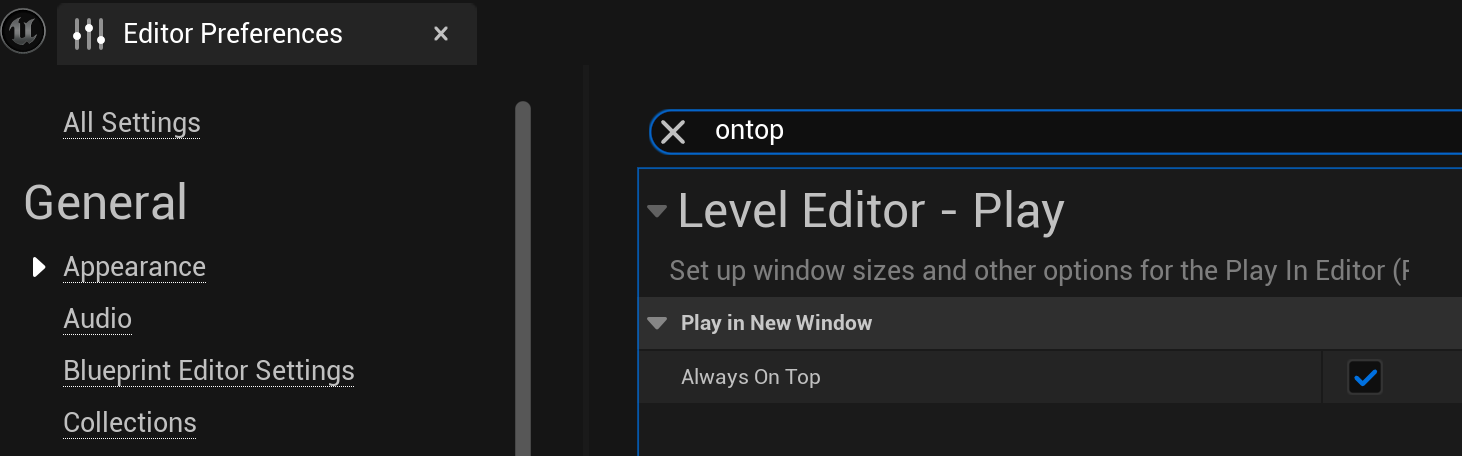 Editor Preferences
All Settings
General
Appearance
Audio
Blueprint Editor Settings
Collections
ontop
Level Editor - Play
Set up window sizes and other options for the Play In Editor (
Play in New Window
Always On Top